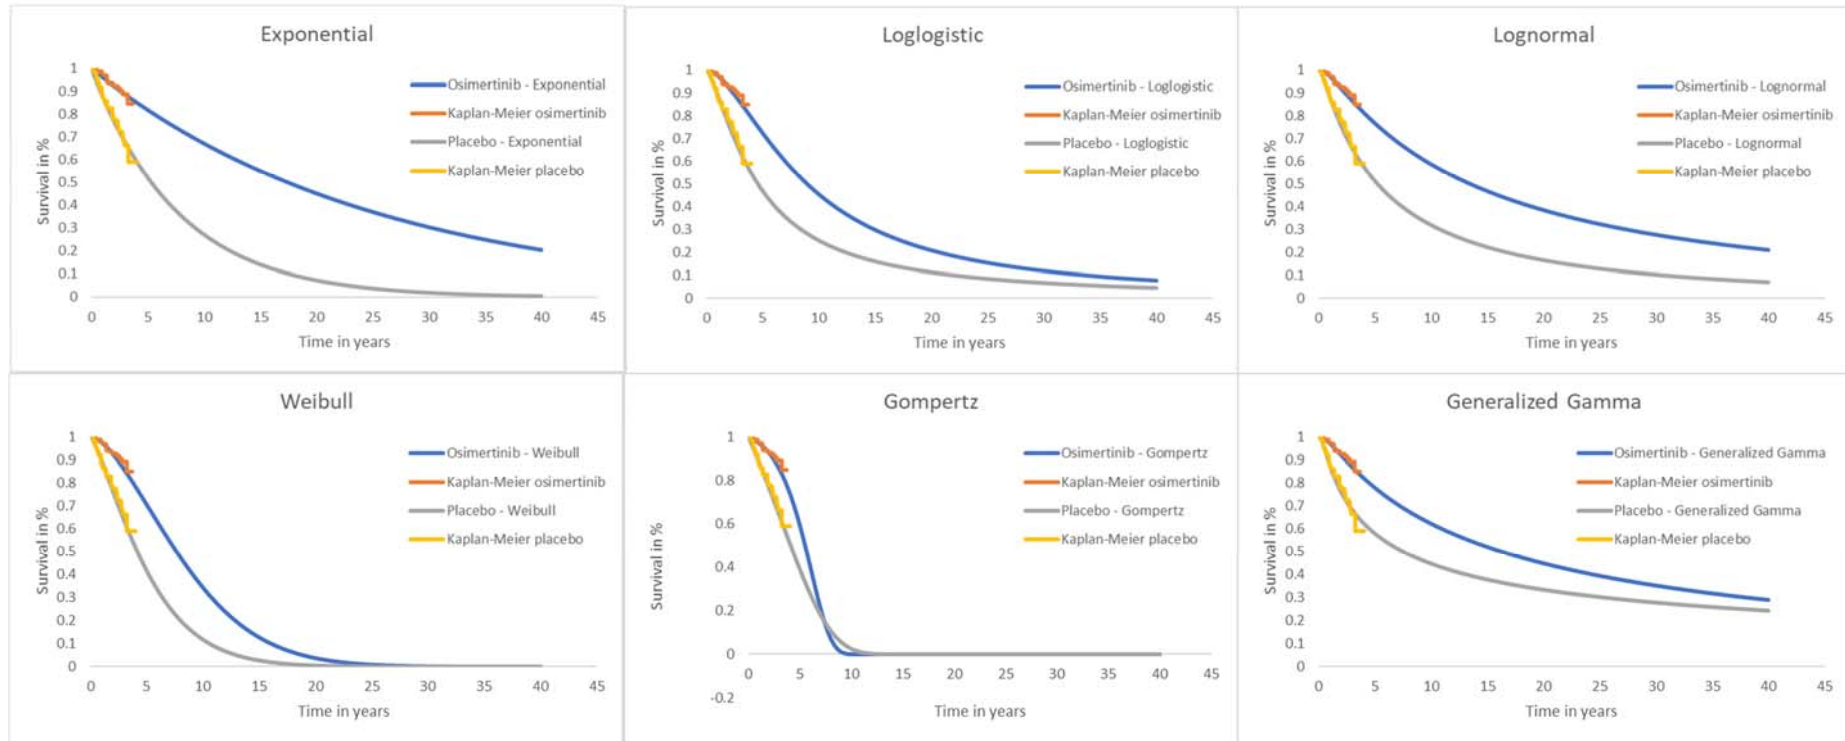 Exponential
Survival in %
1
0.9
0.8
0.7
0.6
0.5
0.4
0.3
0.2
0.1
0
Osimertinib - Exponential
Kaplan-Meier osimertinib
Placebo - Exponential
Kaplan-Meier placebo
0 5 10 15 20 25 30 35 40 45
Time in years
Loglogistic
Survival in %
1
0.9
0.8
0.7
0.6
0.5
0.4
0.3
0.2
0.1
0
Osimertinib - Loglogistic
Kaplan-Meier osimertinib
Placebo - Loglogistic
Kaplan-Meier placebo
0 5 10 15 20 25 30 35 40 45
Time in years
Lognormal
Survival in %
1
0.9
0.8
0.7
0.6
0.5
0.4
0.3
0.2
0.1
0
Osimertinib - Lognormal
Kaplan-Meier osimertinib
Placebo - Lognormal
Kaplan-Meier placebo
0 5 10 15 20 25 30 35 40 45
Time in years
Weibull
Survival in %
1
0.9
0.8
0.7
0.6
0.5
0.4
0.3
0.2
0.1
0
Osimertinib - Weibull
Kaplan-Meier osimertinib
Placebo - Weibull
Kaplan-Meier placebo
0 5 10 15 20 25 30 35 40 45
Time in years
Gompertz
Survival in %
1
0.8
0.6
0.4
0.2
0
-0.2
Osimertinib - Gompertz
Kaplan-Meier osimertinib
Placebo - Gompertz
Kaplan-Meier placebo
0 5 10 15 20 25 30 35 40 45
Time in years
Generalized Gamma
Survival in %
1
0.9
0.8
0.7
0.6
0.5
0.4
0.3
0.2
0.1
0
Osimertinib - Generalized Gamma
Kaplan-Meier osimertinib
Placebo - Generalized Gamma
Kaplan-Meier placebo
0 5 10 15 20 25 30 35 40 45
Time in years